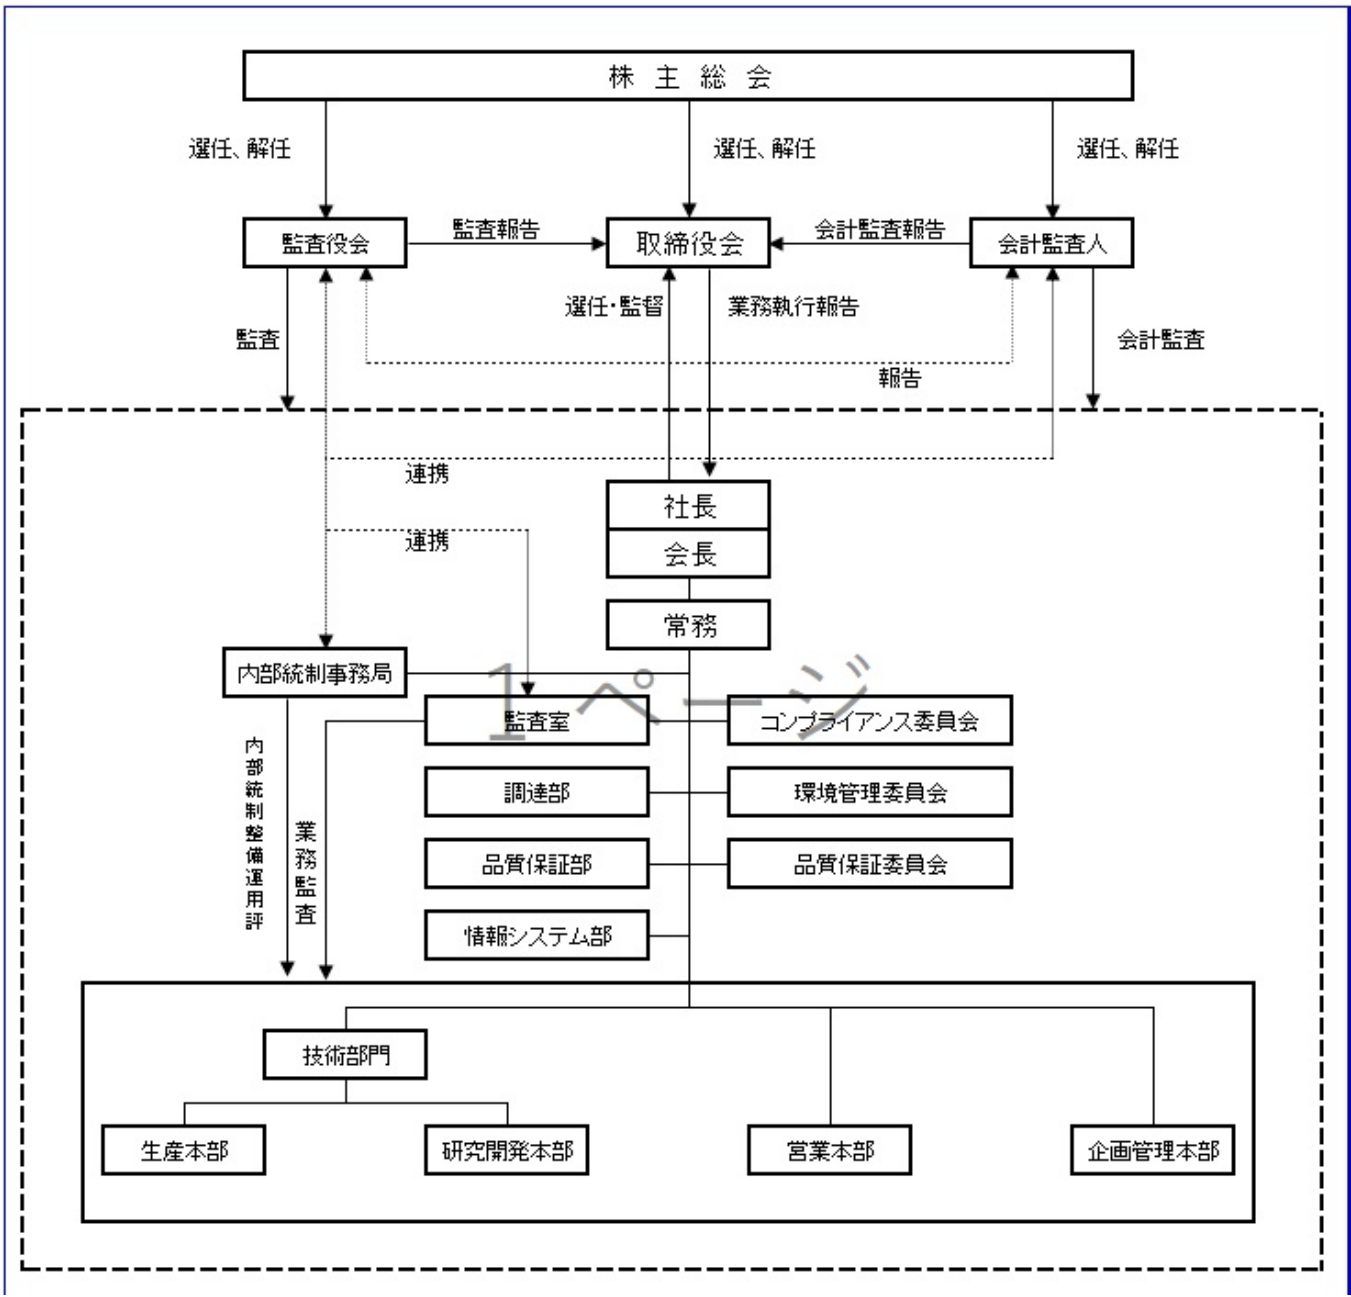 株主総会
選任、解任
選任、解任
選任、解任
監査役会
監査報告
取締役会
会計監査報告
会計監査人
選任・監督
業務執行報告
監査
会計監査
報告
連携
社長
連携
会長
常務
内部統制事務局
1 ページ
監査室
コンプライアンス委員会
内部統制整備運用評
業務監査
調達部
環境管理委員会
品質保証部
品質保証委員会
情報システム部
技術部門
生産本部
研究開発本部
営業本部
企画管理本部